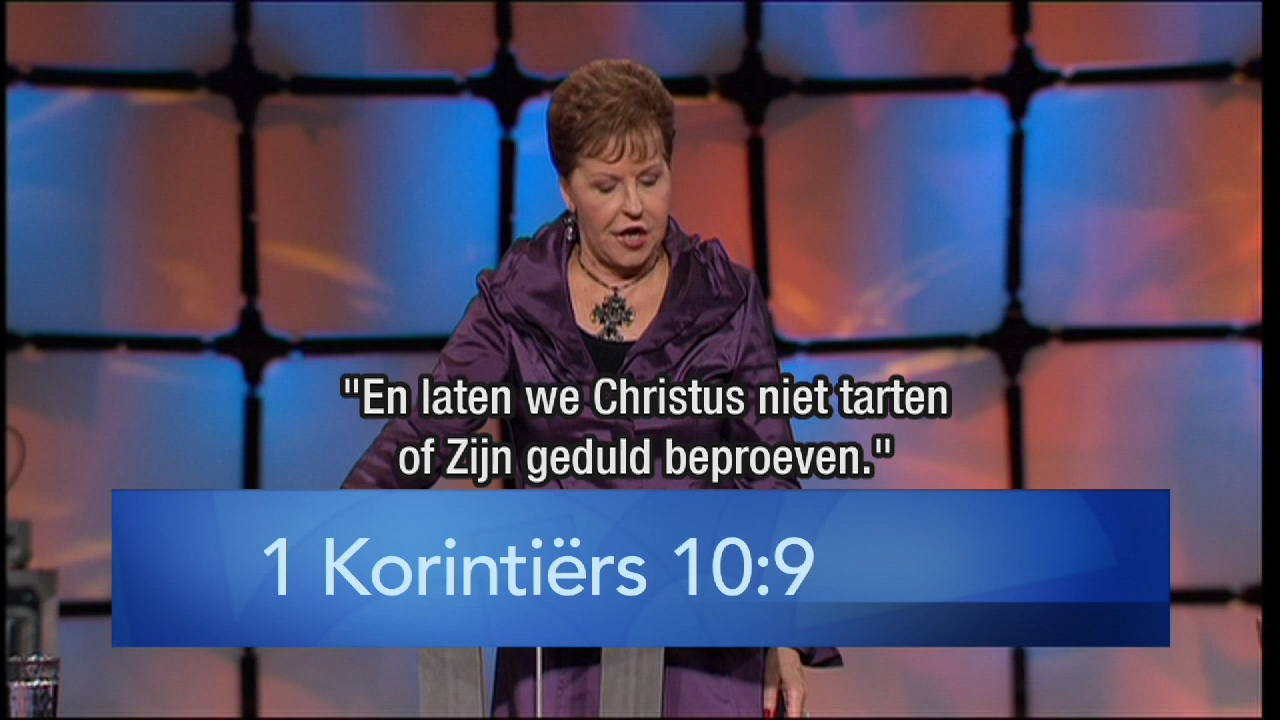 "En laten we Christus niet tarten
of Zijn geduld beproeven."
1 Korintiërs 10:9